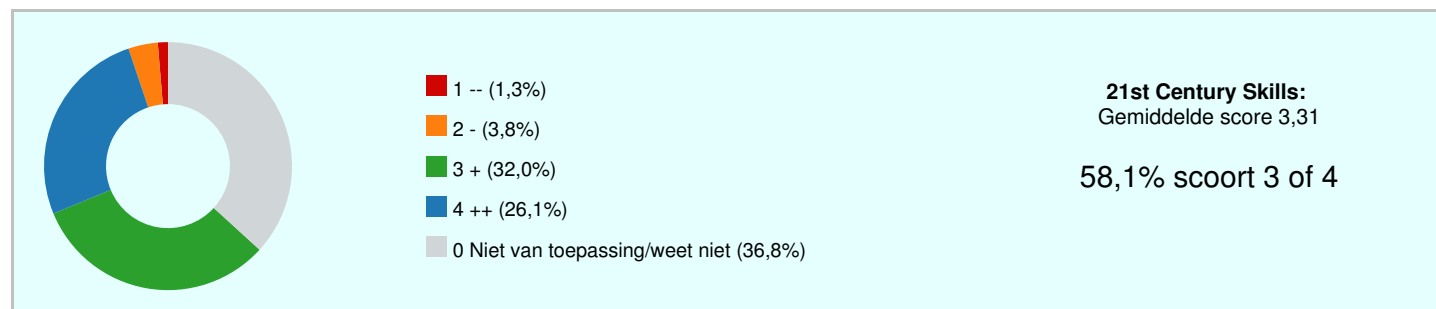 1 -- (1,3%)
2 - (3,8%)
3 + (32,0%)
4 ++ (26,1%)
0 Niet van toepassing/weet niet (36,8%)
21st Century Skills:
Gemiddelde score 3,31
58,1% scoort 3 of 4